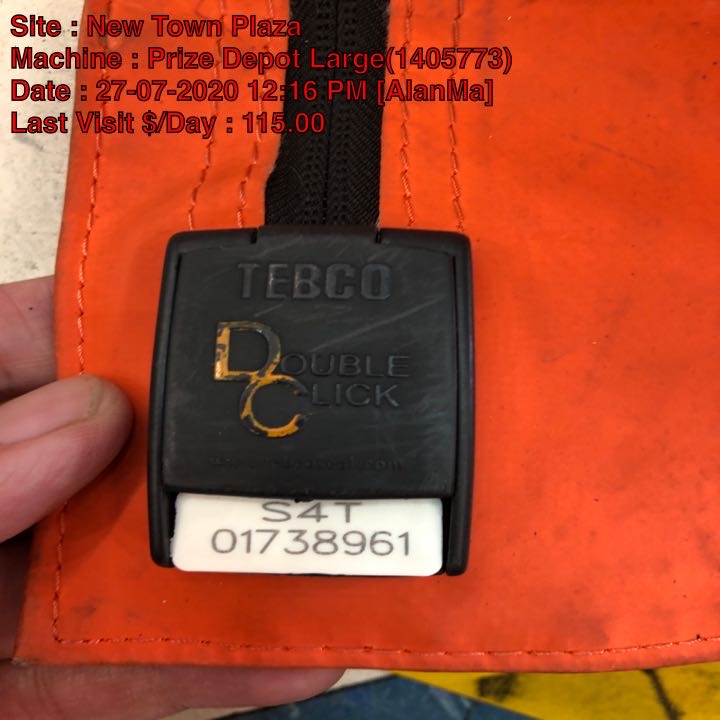 Site : New Town Plaza
Machine : Prize Depot Large(1405773)
Date : 27-07-2020 12:16 PM [AlanMa]
Last Visit $/Day : 115.00
TEBCO
DOUBLE
CLICK
S4T
01738961